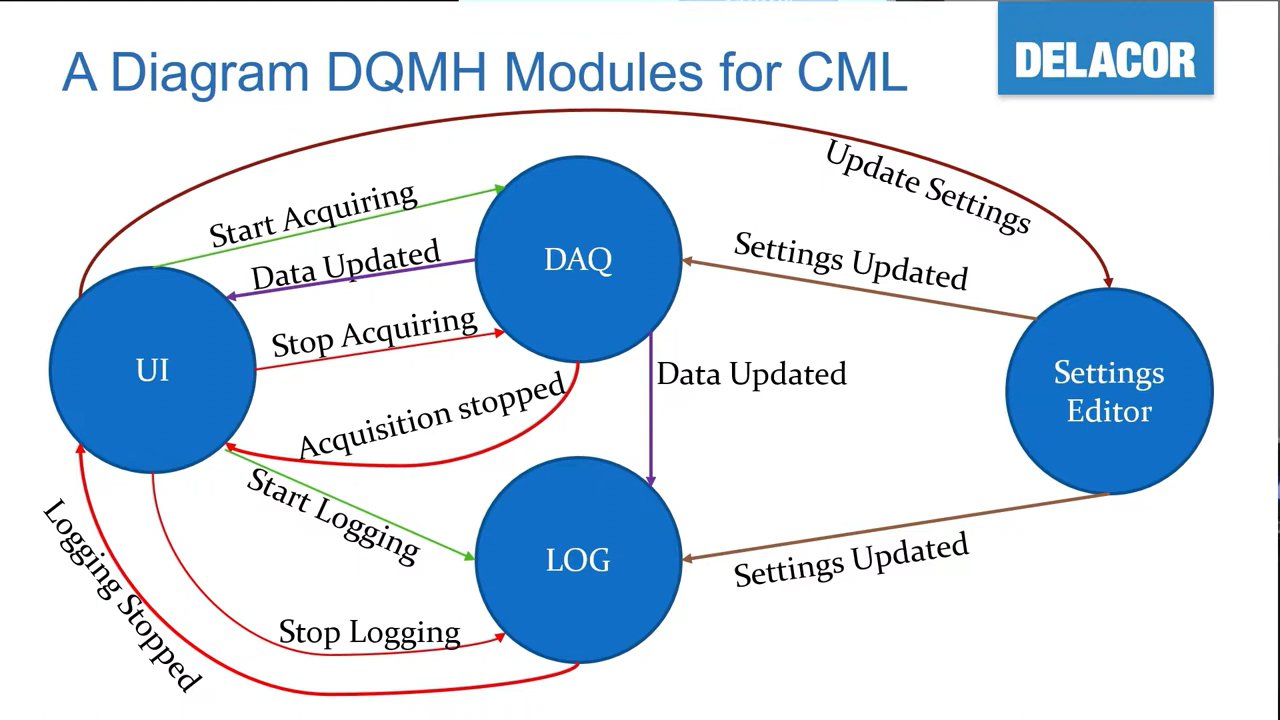 A Diagram DQMH Modules for CML
DELACOR
Update Settings
Start Acquiring
Data Updated
Stop Acquiring
Acquisition stopped
DAQ
Settings Updated
UI
Data Updated
Settings
Editor
Start Logging
Logging Stopped
Stop Logging
LOG
Settings Updated